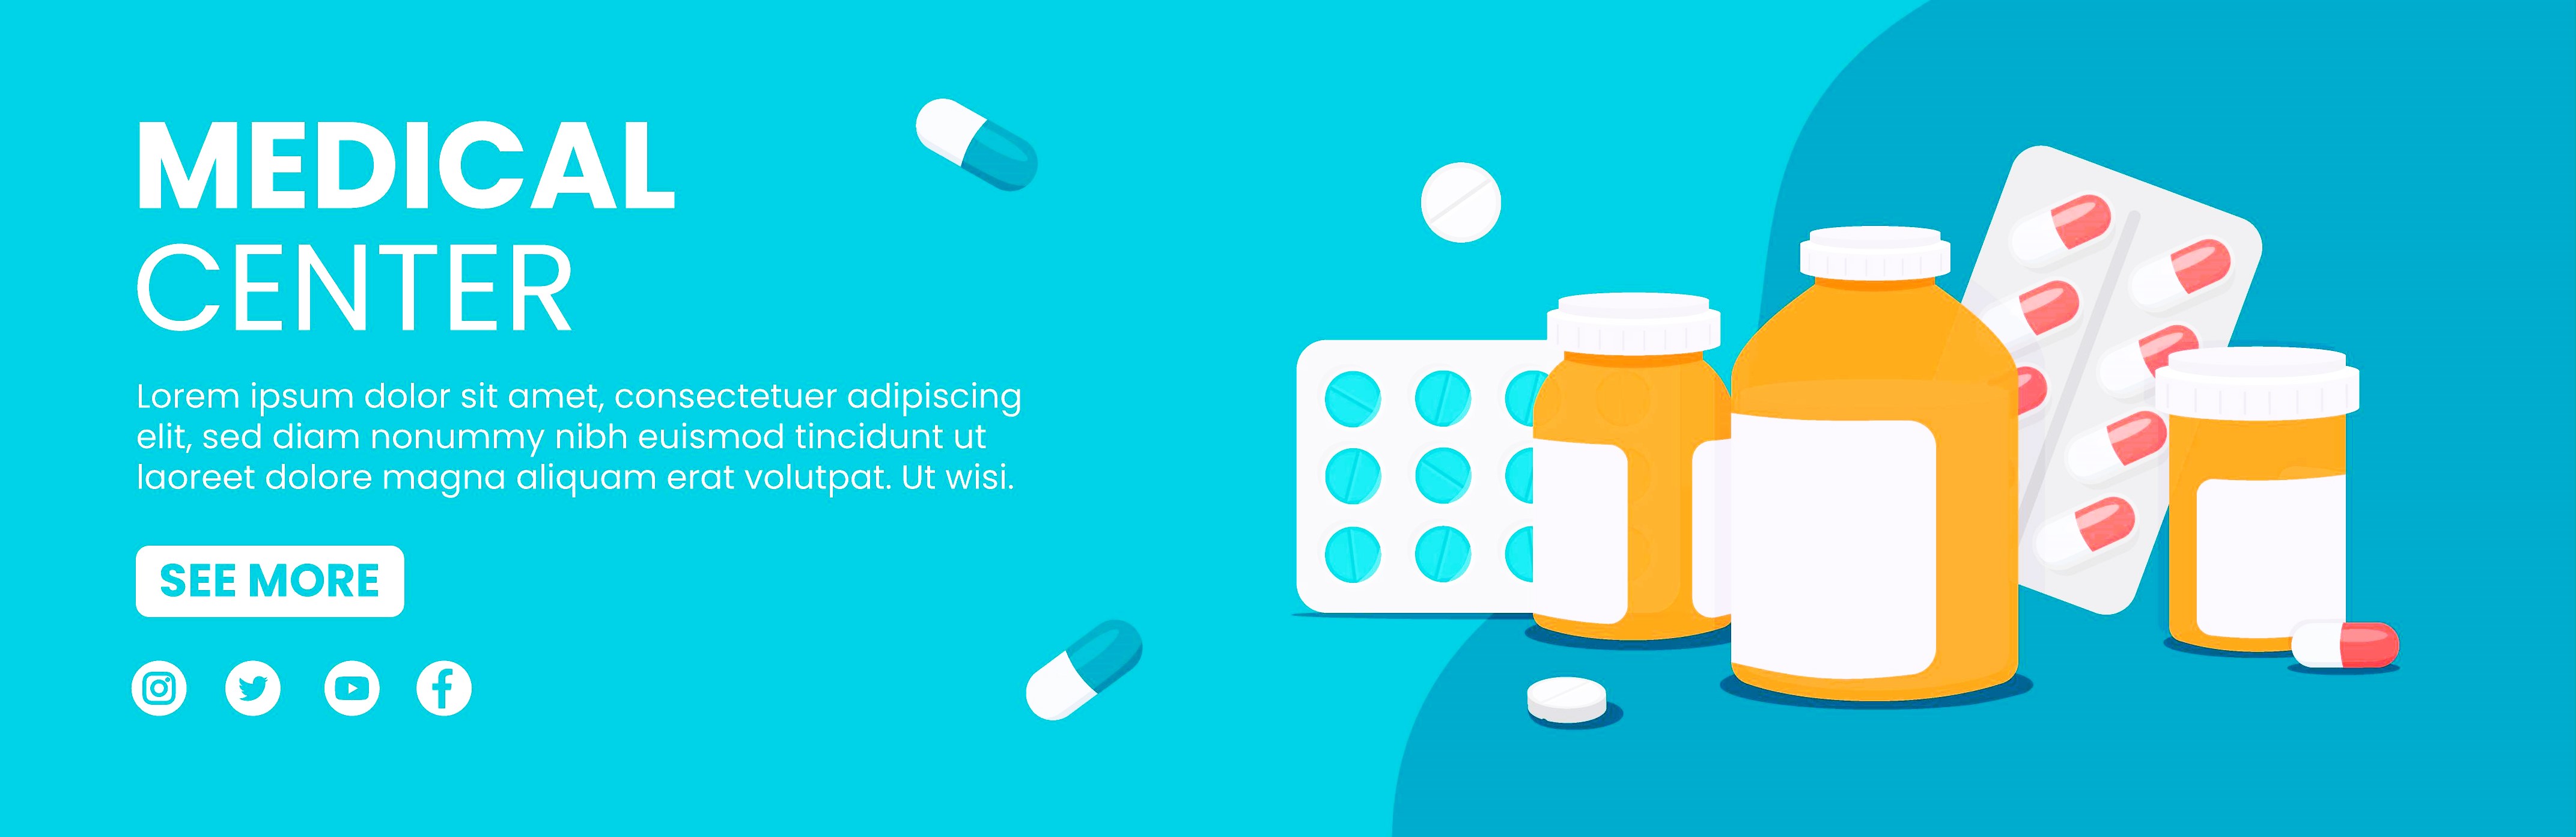 MEDICAL
CENTER
Lorem ipsum dolor sit amet, consectetuer adipiscing
elit, sed diam nonummy nibh euismod tincidunt ut
laoreet dolore magna aliquam erat volutpat. Ut wisi.
SEE MORE